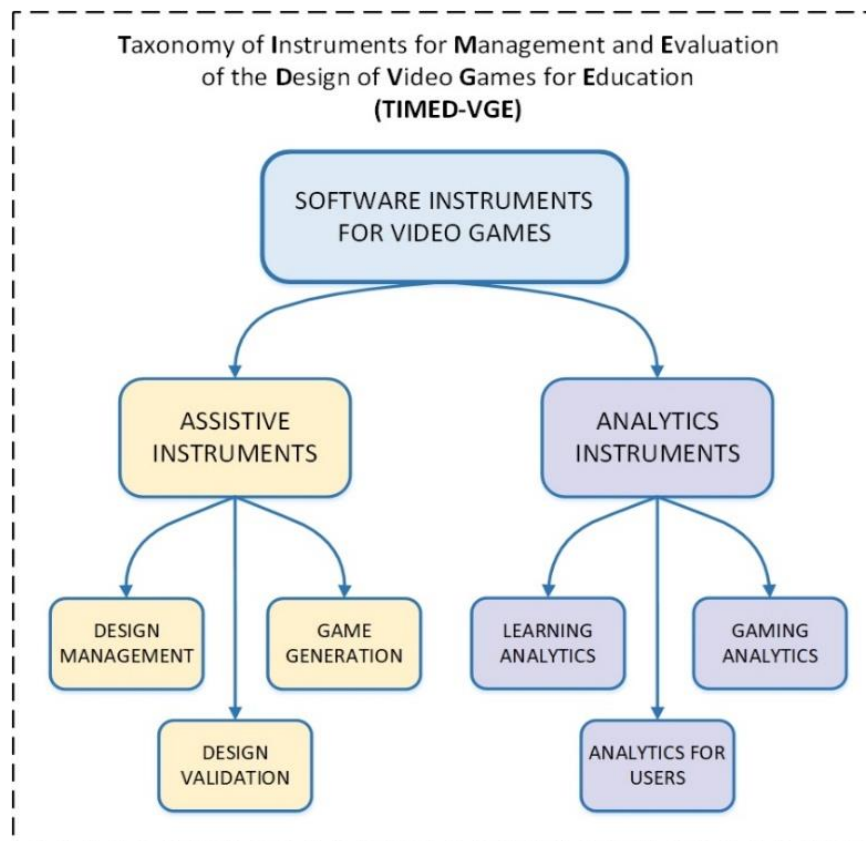 Taxonomy of Instruments for Management and Evaluation
of the Design of Video Games for Education
(TIMED-VGE)
SOFTWARE INSTRUMENTS
FOR VIDEO GAMES
ASSISTIVE
INSTRUMENTS
ANALYTICS
INSTRUMENTS
DESIGN
MANAGEMENT
GAME
GENERATION
LEARNING
ANALYTICS
GAMING
ANALYTICS
DESIGN
VALIDATION
ANALYTICS FOR
USERS